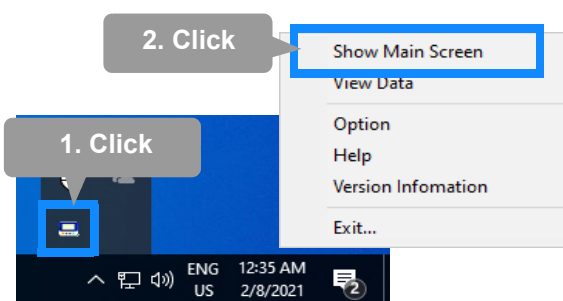 2. Click
Show Main Screen
View Data
Option
Help
Version Infomation
Exit...
1. Click
ENG
US
12:35 AM
2/8/2021
2